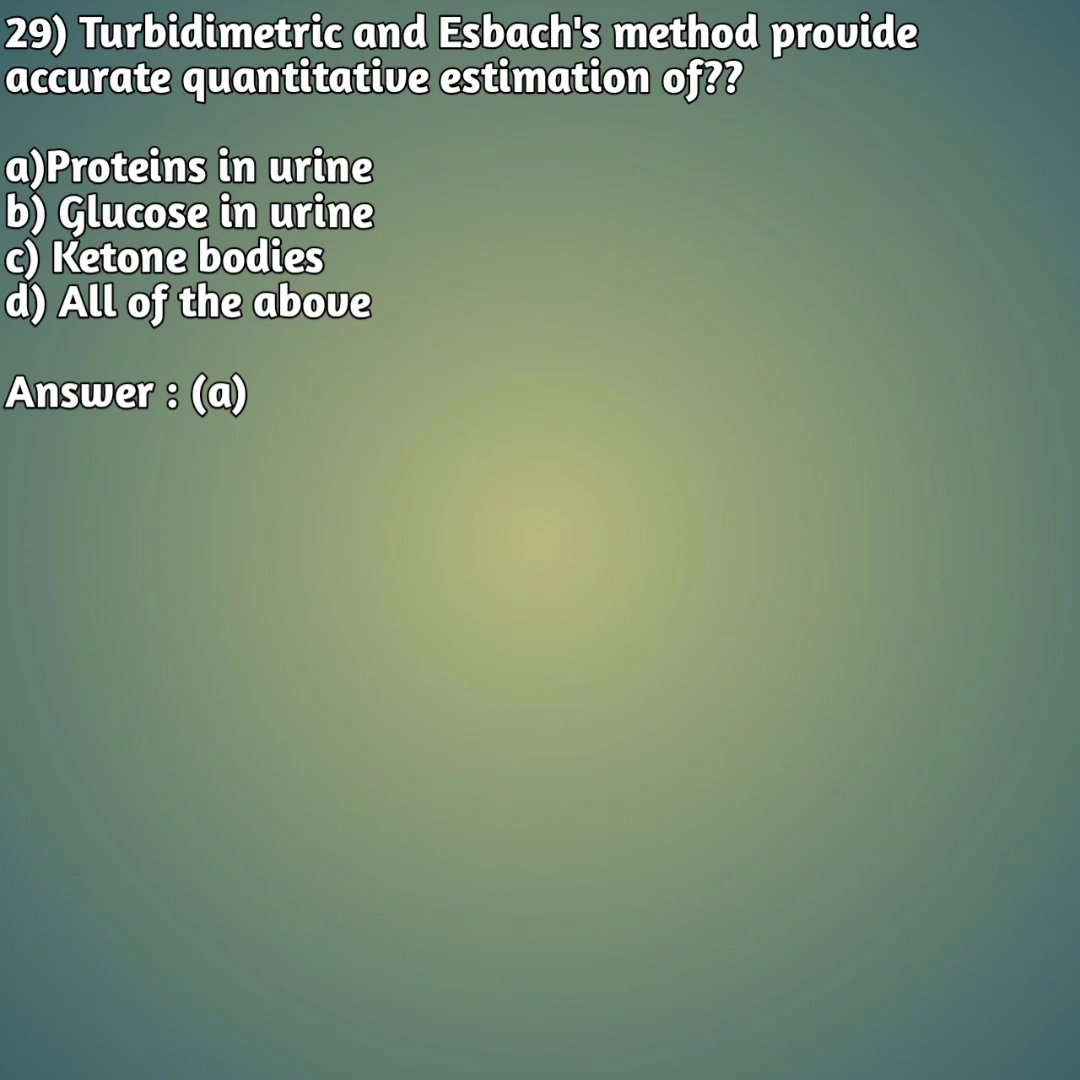 29) Turbidimetric and Esbach's method provide
accurate quantitative estimation of??
a)Proteins in urine
b) Glucose in urine
c) Ketone bodies
d) All of the above
Answer : (a)